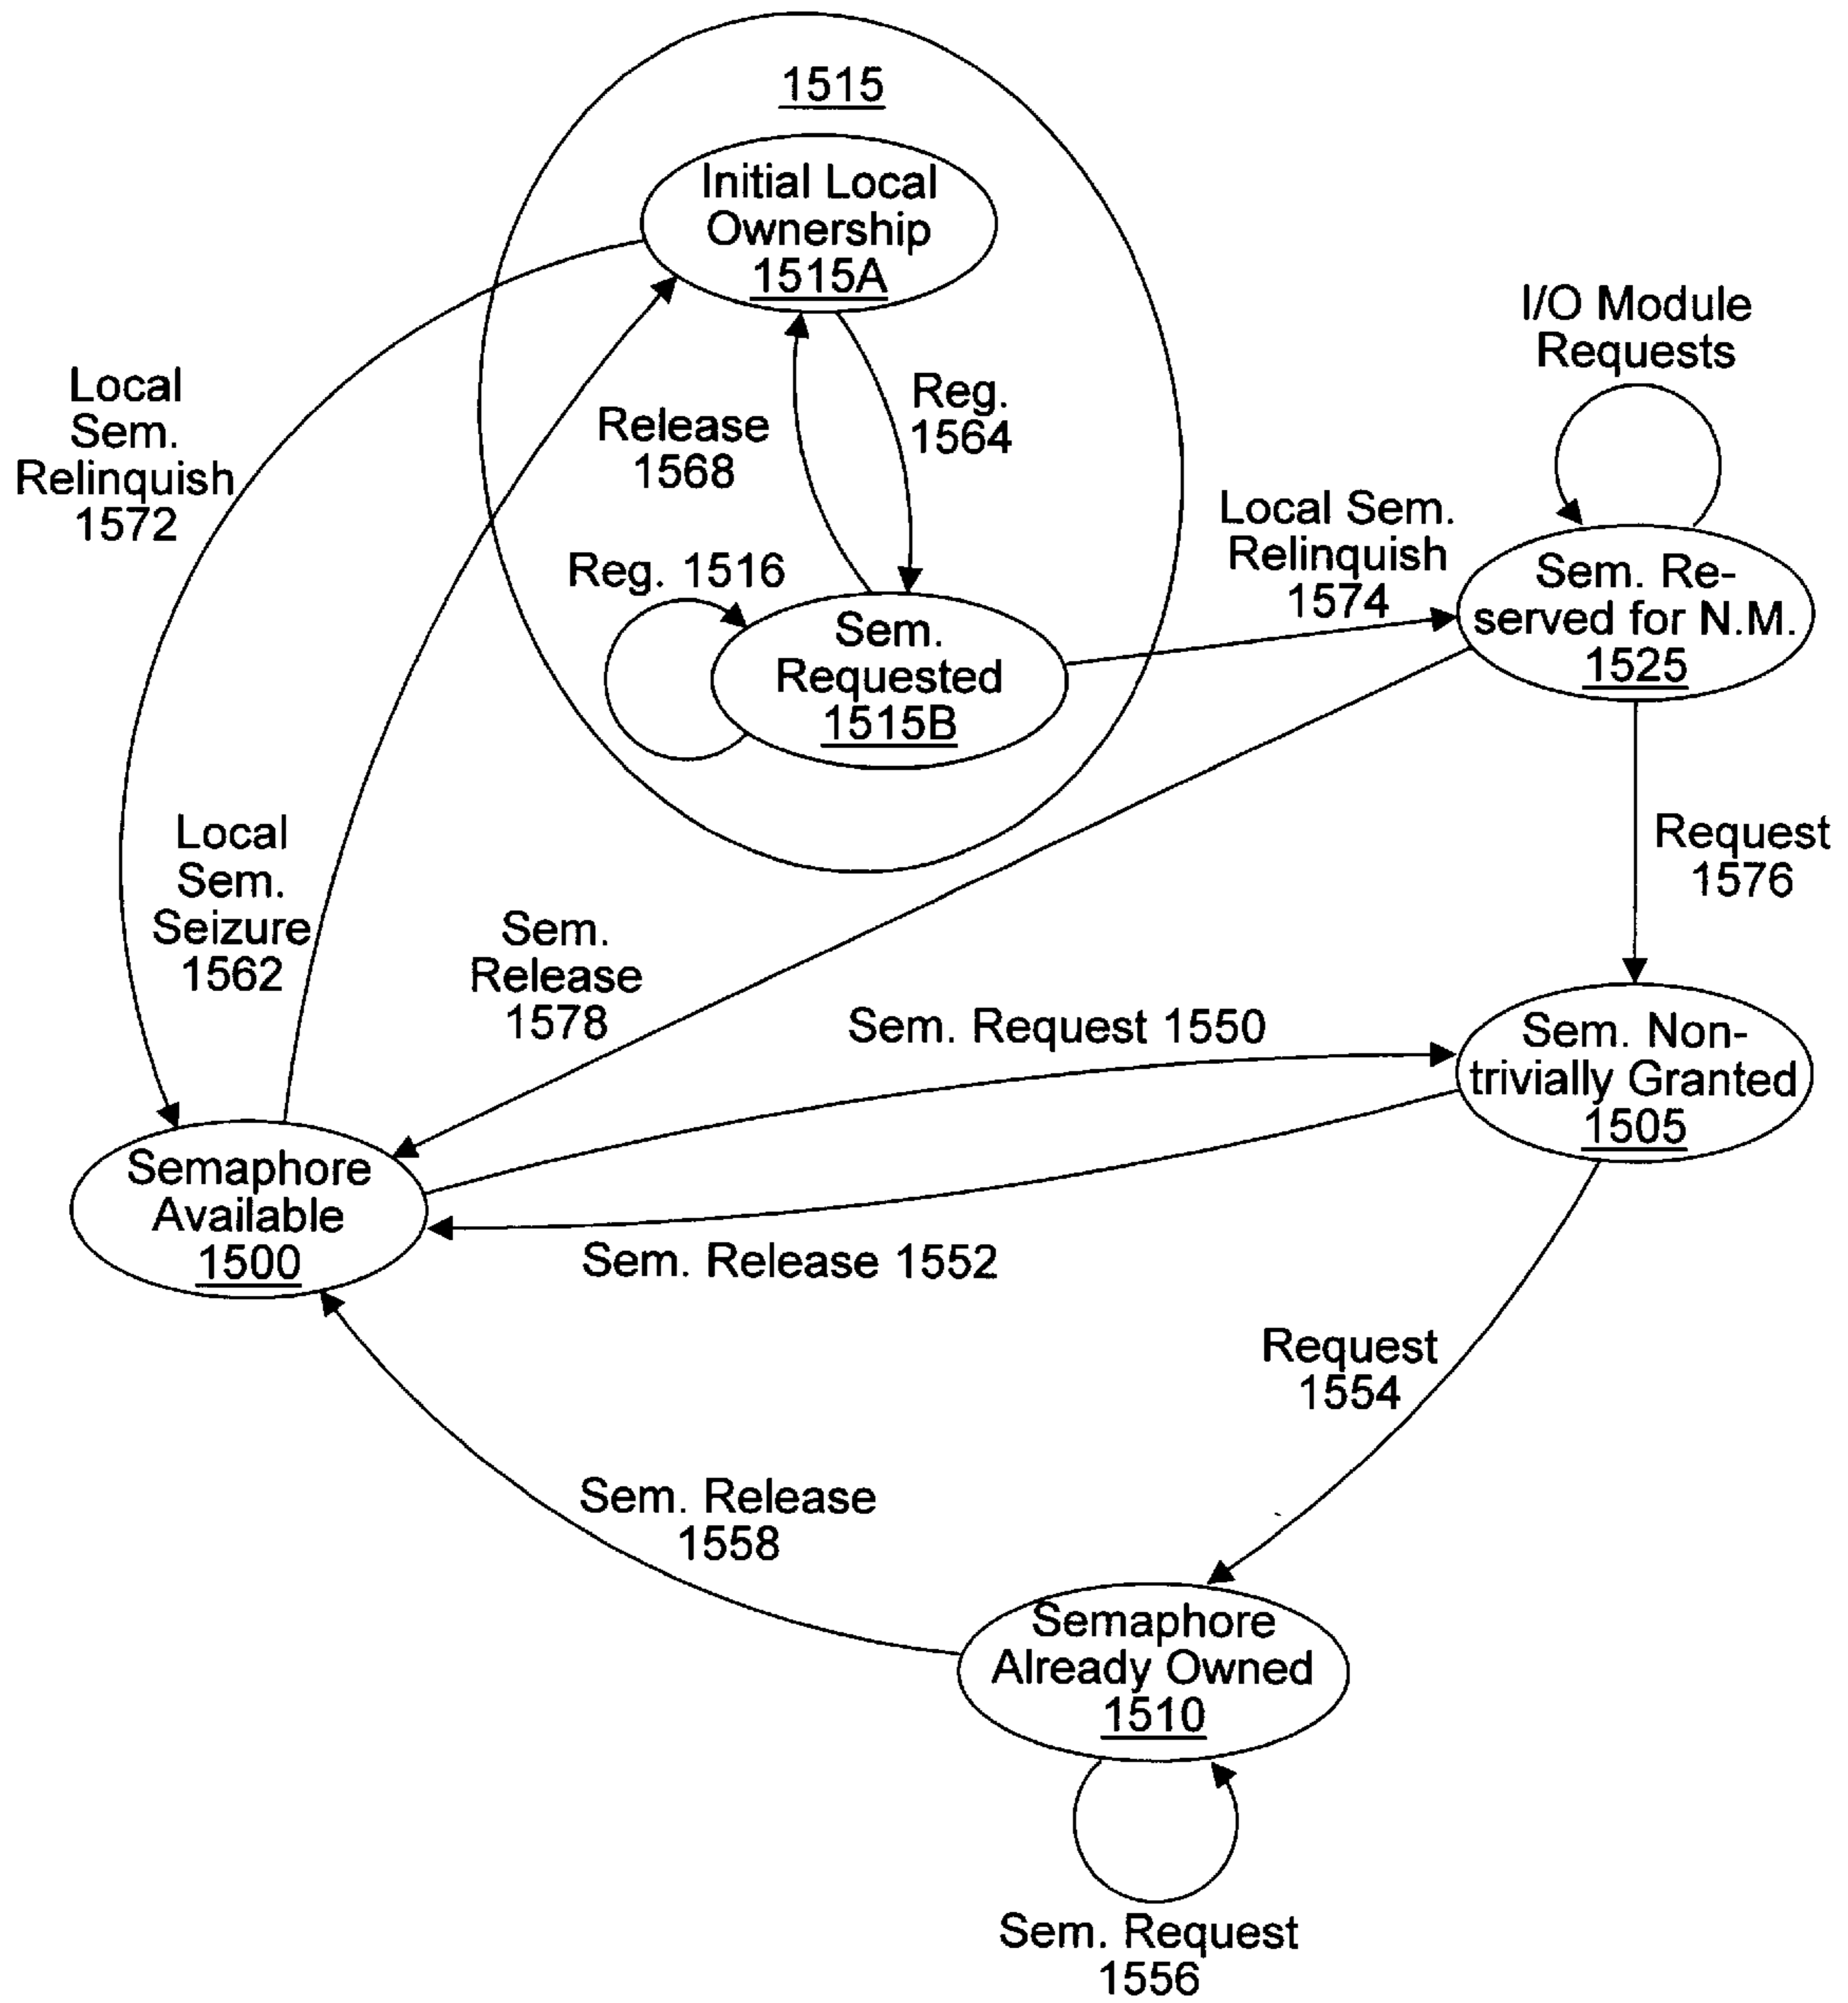 1515
Initial Local
Ownership
1515A
I/O Module
Requests
Local
Sem.
Relinquish
1572
Release
1568
Reg.
1564
Local Sem.
Relinquish
1574
Reg. 1516
Sem.
Requested
1515B
Sem. Re-
served for N.M.
1525
Local
Sem.
Seizure
1562
Request
1576
Sem.
Release
1578
Sem. Request 1550
Sem. Non-
trivially Granted
1505
Semaphore
Available
1500
Sem. Release 1552
Request
1554
Sem. Release
1558
Semaphore
Already Owned
1510
Sem. Request
1556